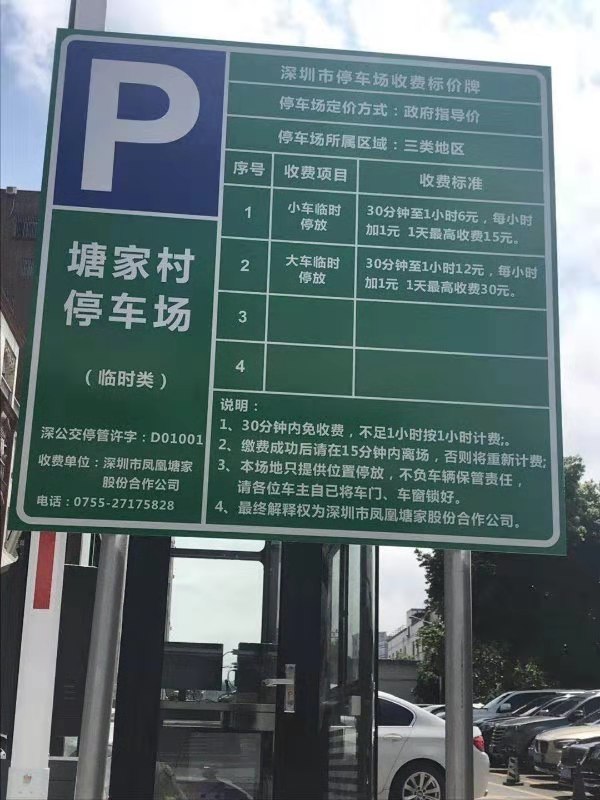 P
深圳市停车场收费标价牌
停车场定价方式：政府指导价
停车场所属区域：三类地区
序号 收费项目 收费标准
1 小车临时停放 30分钟至1小时6元，每小时
加1元 1天最高收费15元。
2 大车临时停放 30分钟至1小时12元，每小时
加1元 1天最高收费30元。
3
4
塘家村
停车场
（临时类）
深公交停管许字：D01001
收费单位：深圳市凤凰塘家
股份合作公司
电话：0755-27175828
说明：
1、30分钟内免收费，不足1小时按1小时计费;。
2、缴费成功后请在15分钟内离场，否则将重新计费;
3、本场地只提供位置停放，不负车辆保管责任，
请各位车主自已将车门、车窗锁好。
4、最终解释权为深圳市凤凰塘家股份合作公司。